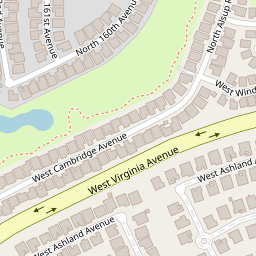 161st Avenue
North 160th Avenue
North Alsup
West Wind
West Cambridge Avenue
West Virginia Avenue
West Ashland A
West Ashland Avenue